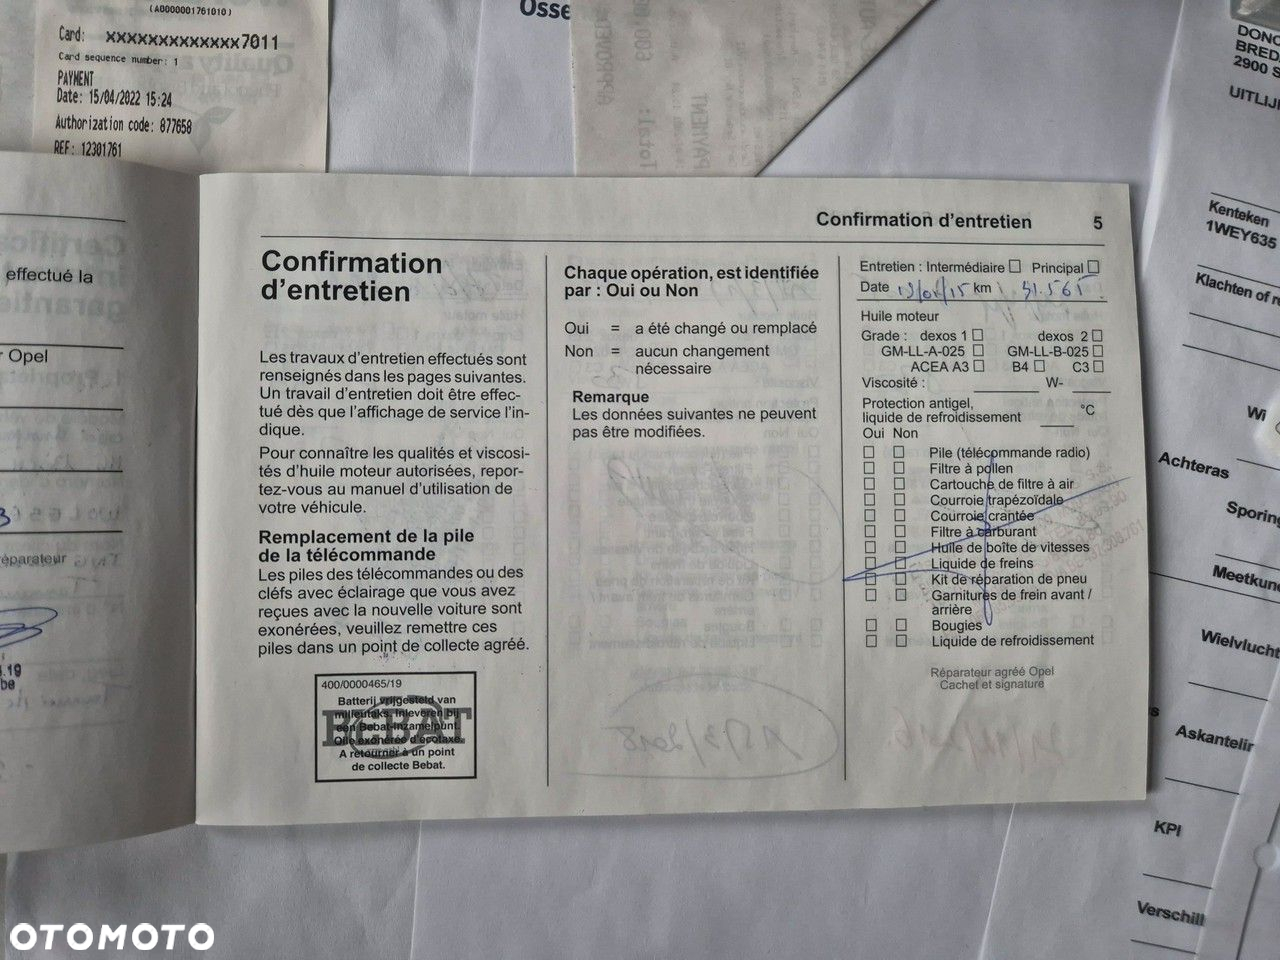 (A0000001761010)
Card: xxxxxxxxxxxxx7011
Card sequence number: 1
PAYMENT
Date: 15/04/2022 15:24
Authorization code: 877658
REF: 12301761
Osse
APPROVED
Total:
PAYMENT
BRED
2900 S
UITLIJ
Kenteken
1WEY635
Klachten of
Wi
Achteras
Sporing
Meetkun
Wielvlucht
Askantelin
KPI
Verschill
effectué la
Opel
éparateur
Confirmation d'entretien 5
Confirmation
d'entretien
Les travaux d'entretien effectués sont
renseignés dans les pages suivantes.
Un travail d'entretien doit être effec-
tué dès que l'affichage de service l'in-
dique.
Pour connaître les qualités et viscosi-
tés d'huile moteur autorisées, repor-
tez-vous au manuel d'utilisation de
votre véhicule.
Remplacement de la pile
de la télécommande
Les piles des télécommandes ou des
clefs avec éclairage que vous avez
reçues avec la nouvelle voiture sont
exonérées, veuillez remettre ces
piles dans un point de collecte agréé.
400/0000465/19
BEBAT
Batterij vrijgesteld van
milieutaks. Inleveren bij
een Bebat-Inzamelpunt.
Pile exonérée d'écotaxe.
A retourner à un point
de collecte Bebat.
Chaque opération, est identifiée
par : Oui ou Non
Oui = a été changé ou remplacé
Non = aucun changement
nécessaire
Remarque
Les données suivantes ne peuvent
pas être modifiées.
Entretien : Intermédiaire Principal
Date km 31.565
Huile moteur
Grade : dexos 1 dexos 2
GM-LL-A-025 GM-LL-B-025
ACEA A3 B4 C3
Viscosité : W-
Protection antigel,
liquide de refroidissement °C
Oui Non
Pile (télécommande radio)
Filtre à pollen
Cartouche de filtre à air
Courroie trapézoïdale
Courroie crantée
Filtre à carburant
Huile de boîte de vitesses
Liquide de freins
Kit de réparation de pneu
Garnitures de frein avant /
arrière
Bougies
Liquide de refroidissement
Réparateur agréé Opel
Cachet et signature
OTOMOTO